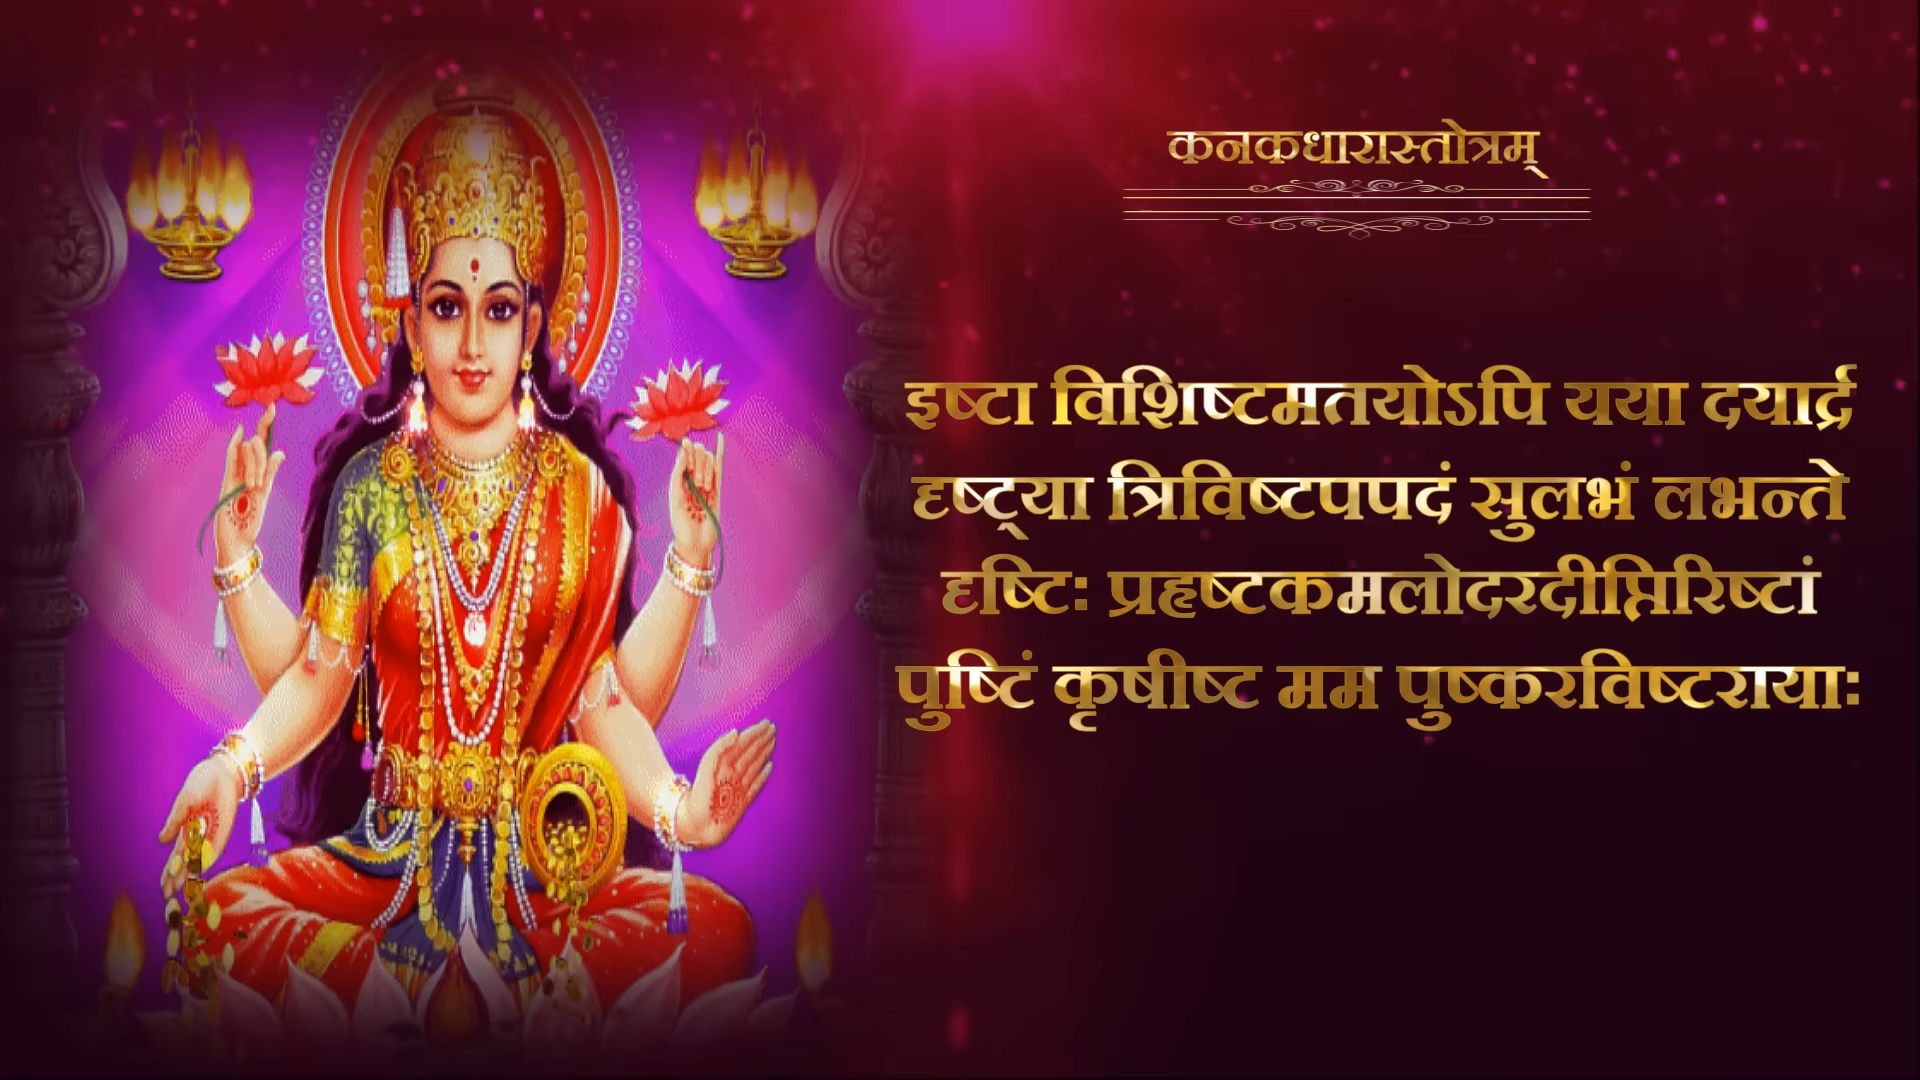 कनकधारास्तोत्रम्
इष्टा विशिष्टमतयोऽपि यया दयार्द्र
दृष्ट्या त्रिविष्टपपदं सुलभं लभन्ते
दृष्टिः प्रहृष्टकमलोदरदीप्तिरिष्टां
पुष्टिं कृषीष्ट मम पुष्करविष्टरायाः